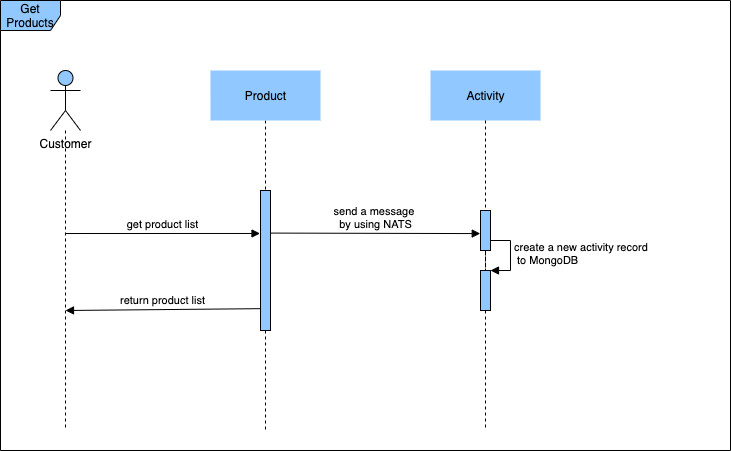 Get
Products
Customer
Product
Activity
get product list
send a message
by using NATS
create a new activity record
to MongoDB
return product list